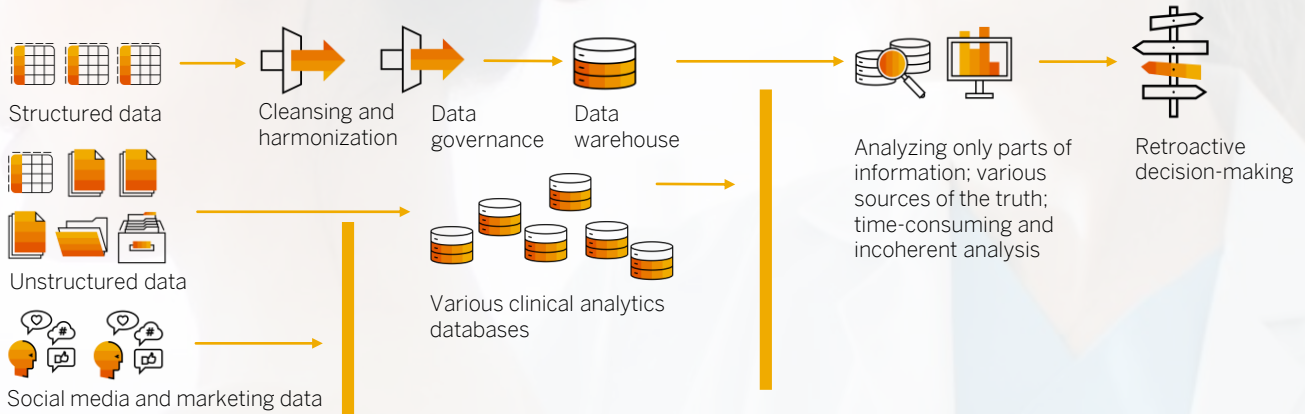 Structured data
Cleansing and
harmonization
Data
governance
Data
warehouse
Analyzing only parts of
information; various
sources of the truth;
time-consuming and
incoherent analysis
Retroactive
decision-making
Unstructured data
Various clinical analytics
databases
#
#
Social media and marketing data